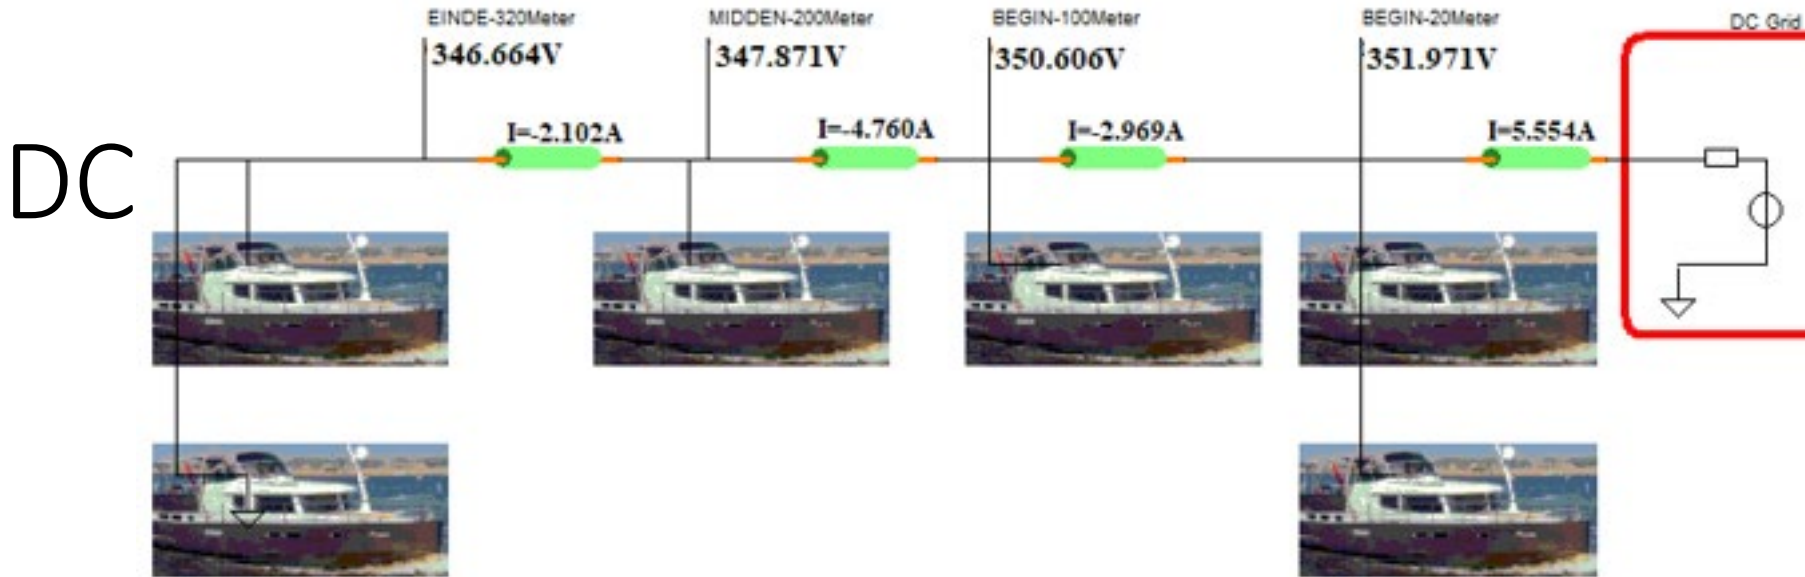 EINDE-320Meter
MIDDEN-200Meter
BEGIN-100Meter
BEGIN-20Meter
DC Grid
346.664V
347.871V
350.606V
351.971V
I=-2.102A
I=-4.760A
I=-2.969A
I=5.554A
DC